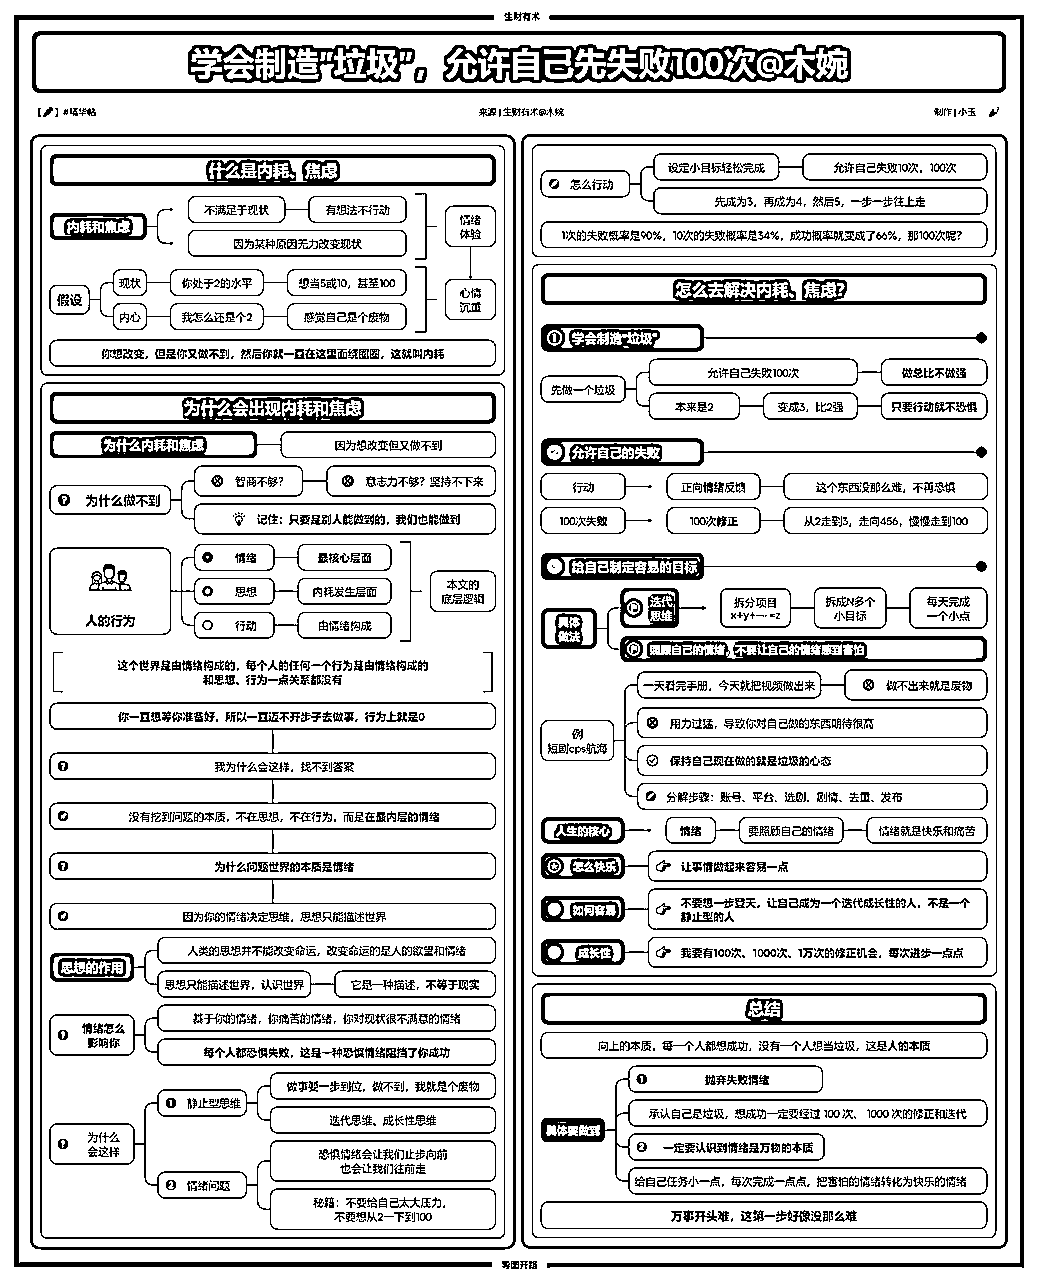 生财有术
学会制造“垃圾”，允许自己先失败100次@木婉
【】#精华帖
来源|生财有术@木婉
制作|小玉
什么是内耗、焦虑
内耗和焦虑
不满足于现状
有想法不行动
因为某种原因无力改变现状
情绪
体验
假设
现状
你处于2的水平
想当5或10，甚至100
内心
我怎么还是个2
感觉自己是个废物
心情
沉重
你想改变，但是你又做不到，然后你就一直在这里面绕圈圈，这就叫内耗
为什么会出现内耗和焦虑
为什么内耗和焦虑
因为想改变但又做不到
为什么做不到
智商不够？
意志力不够？坚持不下来
记住：只要是别人能做到的，我们也能做到
人的行为
情绪
最核心层面
思想
内耗发生层面
行动
由情绪构成
本文的
底层逻辑
这个世界是由情绪构成的，每个人的任何一个行为是由情绪构成的
和思想、行为一点关系都没有
你一直想等你准备好，所以一直迈不开步子去做事，行为上就是0
我为什么会这样，找不到答案
没有挖到问题的本质，不在思想，不在行为，而是在最内层的情绪
为什么问题世界的本质是情绪
因为你的情绪决定思维，思想只能描述世界
思想的作用
人类的思想并不能改变命运，改变命运的是人的欲望和情绪
思想只能描述世界，认识世界
它是一种描述，不等于现实
情绪怎么
影响你
基于你的情绪，你痛苦的情绪，你对现状很不满意的情绪
每个人都恐惧失败，这是一种恐惧情绪阻挡了你成功
为什么
会这样
1 静止型思维
做事要一步到位，做不到，我就是个废物
迭代思维、成长性思维
2 情绪问题
恐惧情绪会让我们止步向前
也会让我们往前走
秘籍：不要给自己太大压力，
不要想从2一下到100
怎么行动
设定小目标轻松完成
允许自己失败10次，100次
先成为3，再成为4，然后5，一步一步往上走
1次的失败概率是90%，10次的失败概率是34%，成功概率就变成了66%，那100次呢？
怎么去解决内耗、焦虑？
① 学会制造“垃圾”
先做一个垃圾
允许自己失败100次
做总比不做强
本来是2
变成3，比2强
只要行动就不恐惧
允许自己的失败
行动
正向情绪反馈
这个东西没那么难，不再恐惧
100次失败
100次修正
从2走到3，走向456，慢慢走到100
给自己制定容易的目标
具体
做法
迭代
思维
拆分项目
x+y+···=z
拆成N多个
小目标
每天完成
一个小点
照顾自己的情绪，不要让自己的情绪感到害怕
例
短剧cps航海
一天看完手册，今天就把视频做出来
做不出来就是废物
用力过猛，导致你对自己做的东西期待很高
保持自己现在做的就是垃圾的心态
分解步骤：账号、平台、选剧、剧情、去重、发布
人生的核心
情绪
要照顾自己的情绪
情绪就是快乐和痛苦
怎么快乐
让事情做起来容易一点
如何容易
不要想一步登天，让自己成为一个迭代成长性的人，不是一个
静止型的人
成长性
我要有100次、1000次、1万次的修正机会，每次进步一点点
总结
向上的本质，每一个人都想成功，没有一个人想当垃圾，这是人的本质
具体要做到
1 抛弃失败情绪
承认自己是垃圾，想成功一定要经过 100 次、1000 次的修正和迭代
2 一定要认识到情绪是万物的本质
给自己任务小一点，每次完成一点点，把害怕的情绪转化为快乐的情绪
万事开头难，这第一步好像没那么难